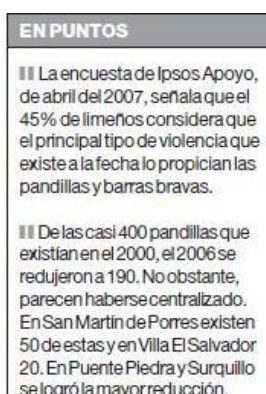 EN PUNTOS
La encuesta de Ipsos Apoyo,
de abril del 2007, señala que el
45% de limeños considera que
el principal tipo de violencia que
existe a la fecha lo propician las
pandillas y barras bravas.
De las casi 400 pandillas que
existían en el 2000, el 2006 se
redujeron a 190. No obstante,
parecen haberse centralizado.
En San Martín de Porres existen
50 de estas y en Villa El Salvador
20. En Puente Piedra y Surquillo
se logró la mayor reducción.